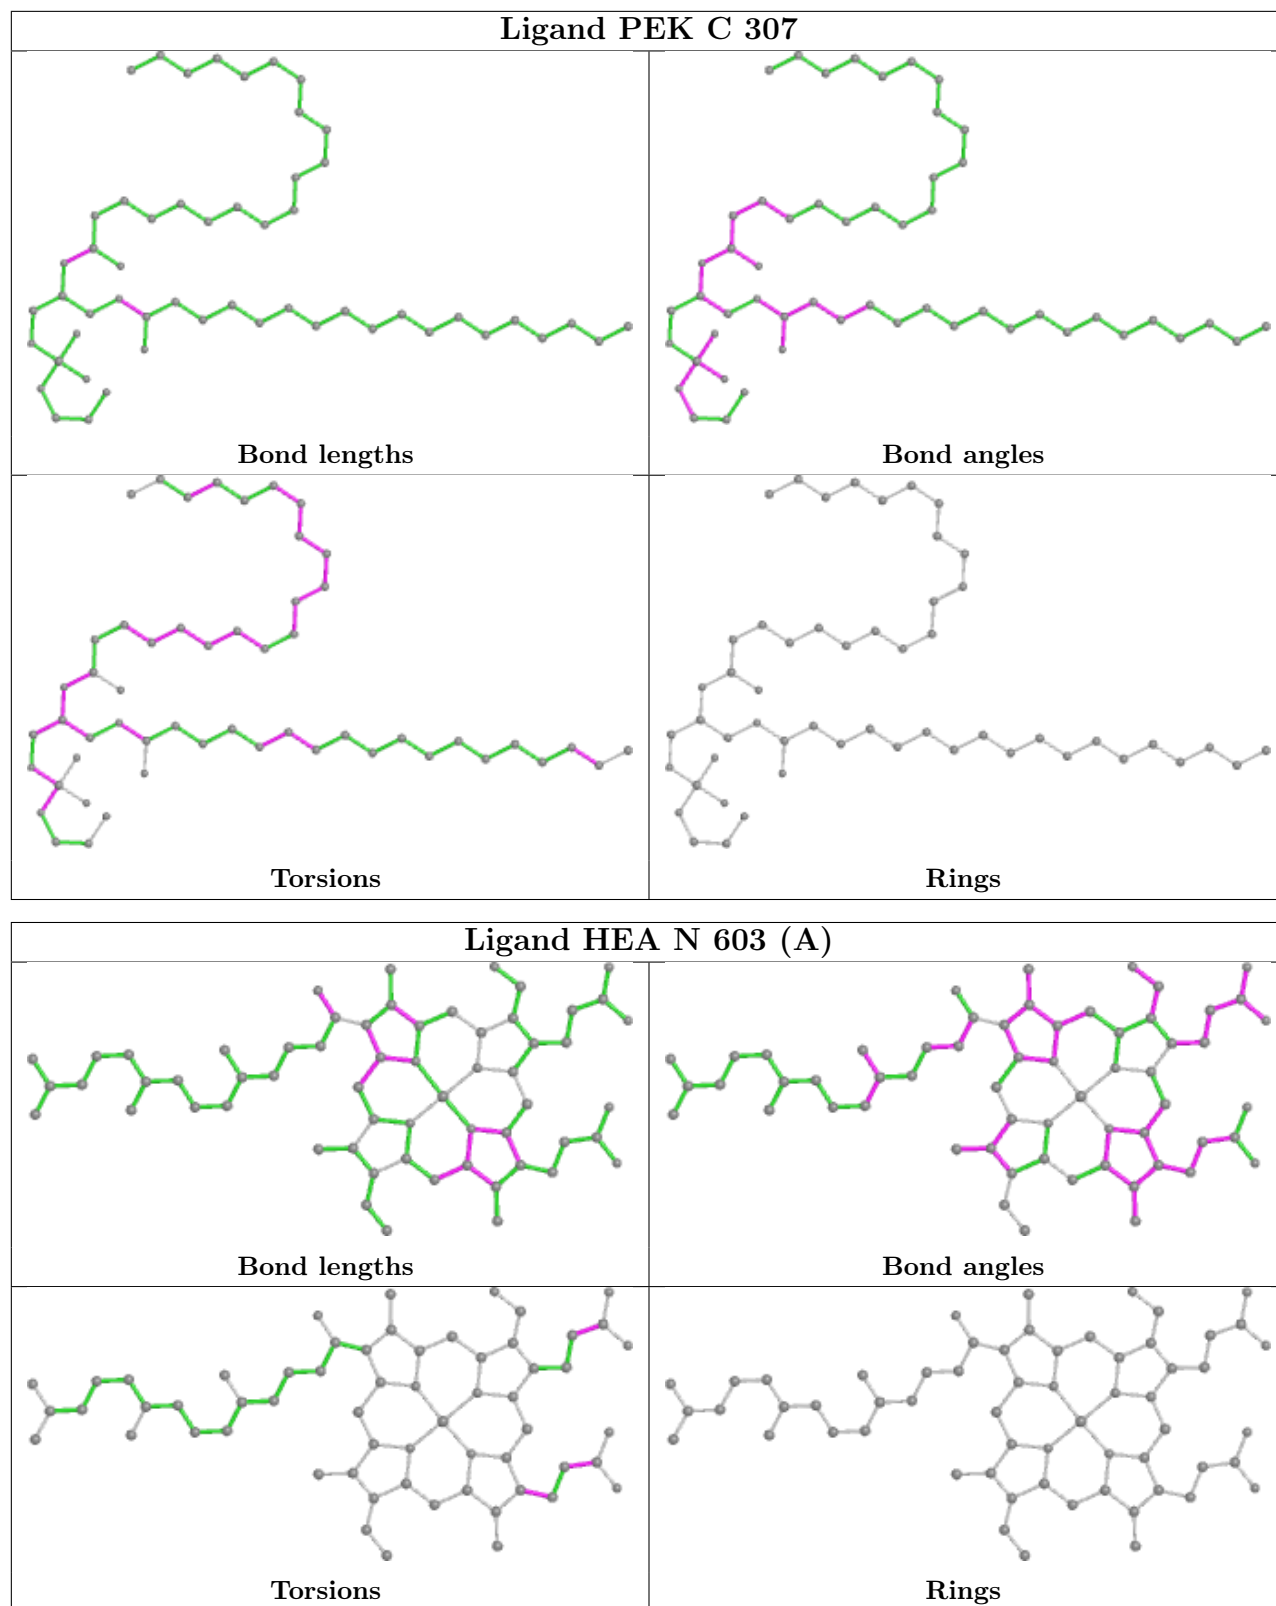 Ligand PEK C 307
Bond lengths
Bond angles
Torsions
Rings
Ligand HEA N 603 (A)
Bond lengths
Bond angles
Torsions
Rings